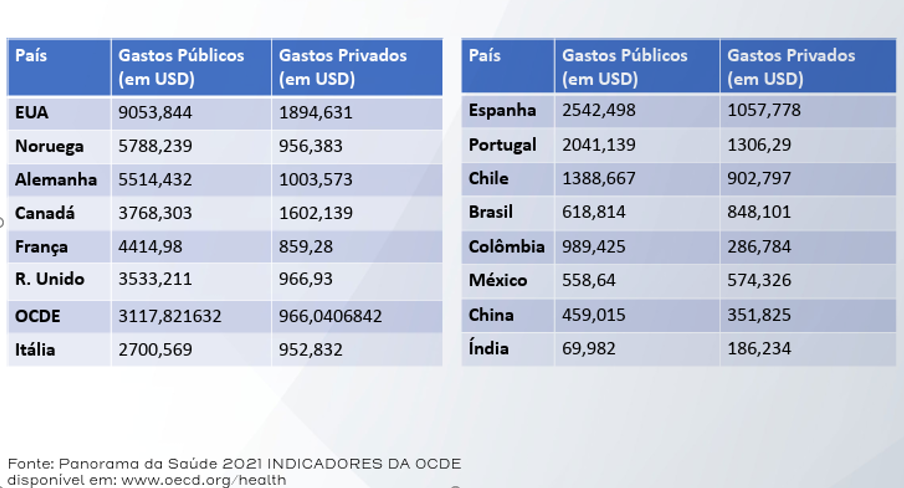 País Gastos Públicos (em USD) Gastos Privados (em USD)
EUA 9053,844 1894,631
Noruega 5788,239 956,383
Alemanha 5514,432 1003,573
Canadá 3768,303 1602,139
França 4414,98 859,28
R. Unido 3533,211 966,93
OCDE 3117,821632 966,0406842
Itália 2700,569 952,832
País Gastos Públicos (em USD) Gastos Privados (em USD)
Espanha 2542,498 1057,778
Portugal 2041,139 1306,29
Chile 1388,667 902,797
Brasil 618,814 848,101
Colômbia 989,425 286,784
México 558,64 574,326
China 459,015 351,825
Índia 69,982 186,234
Fonte: Panorama da Saúde 2021 INDICADORES DA OCDE
disponível em: www.oecd.org/health